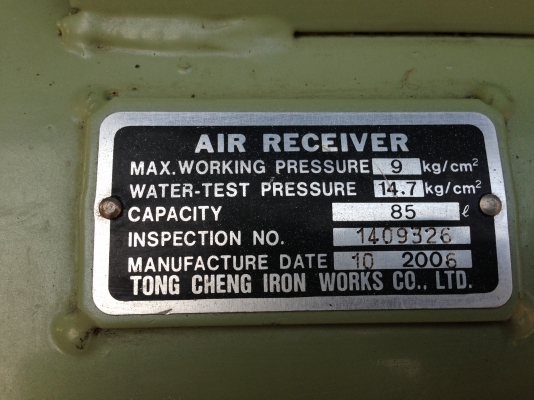 AIR RECEIVER
MAX.WORKING PRESSURE 9 kg/cm²
WATER-TEST PRESSURE 14.7 kg/cm²
CAPACITY 85 ℓ
INSPECTION NO. 1409326
MANUFACTURE DATE 10 2006
TONG CHENG IRON WORKS CO., LTD.